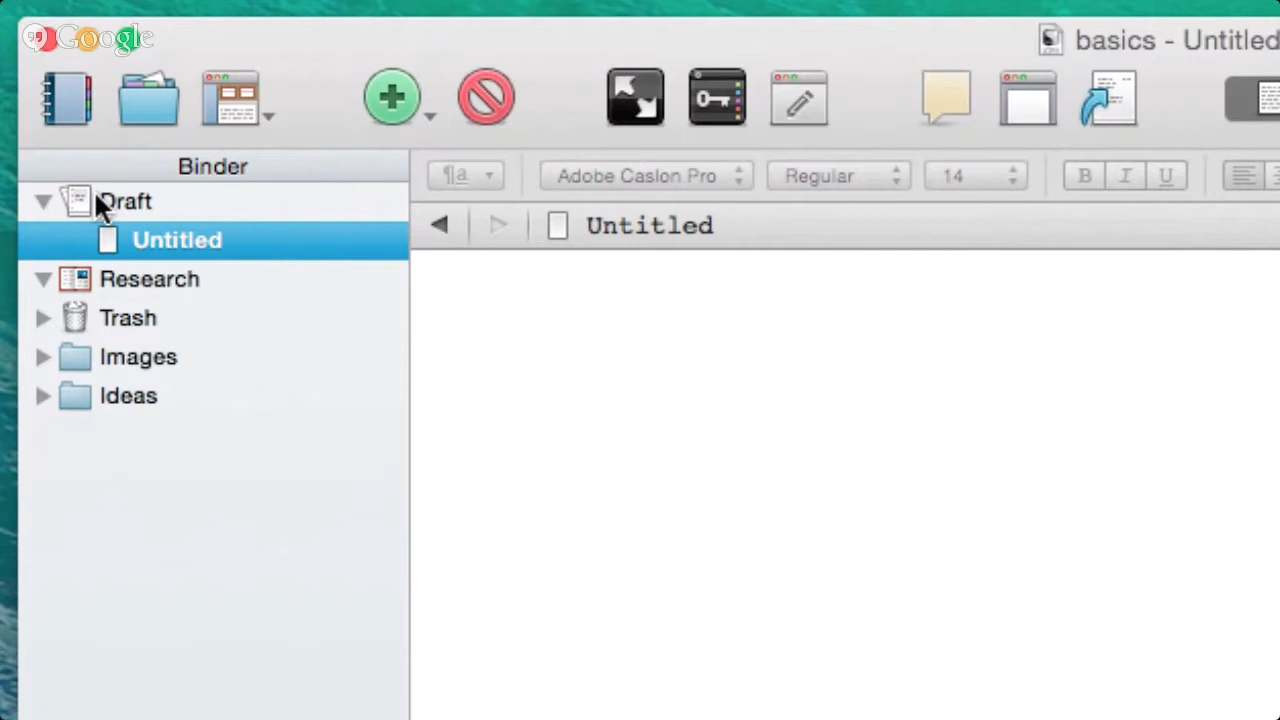 Google
basics - Untitled
Binder
¶a
Adobe Caslon Pro
Regular
14
B I U
Draft
Untitled
Untitled
Research
Trash
Images
Ideas